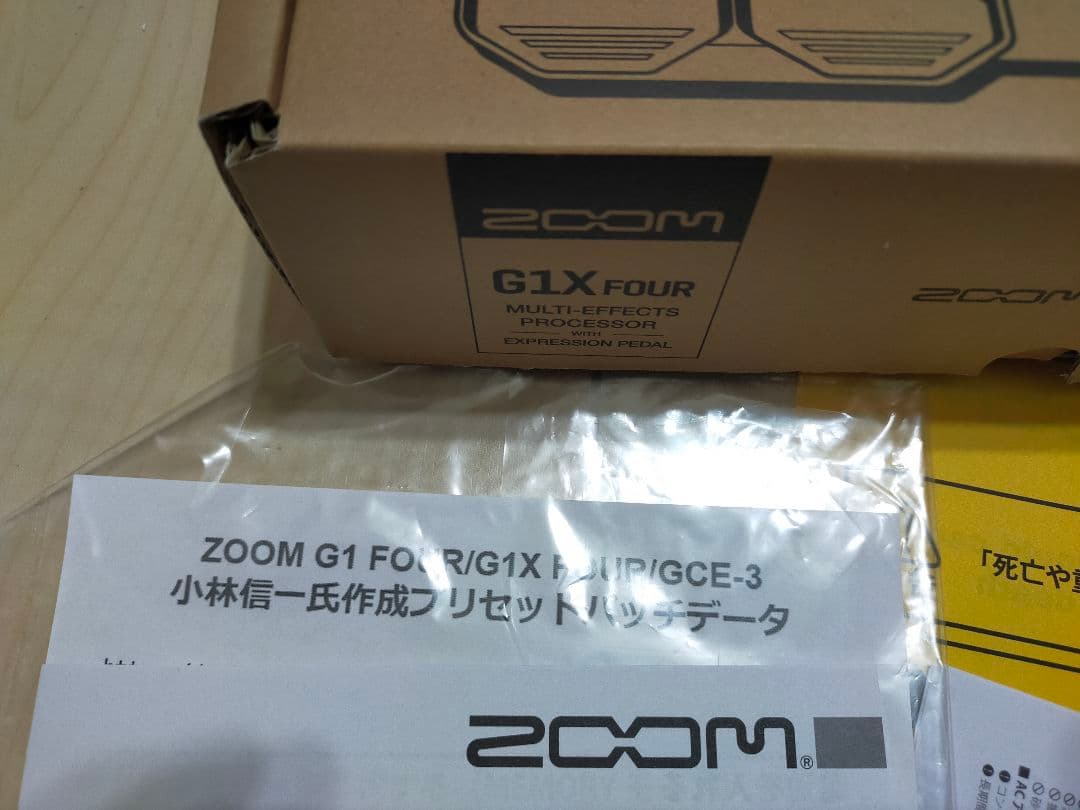 ZOOM
G1X FOUR
MULTI-EFFECTS
PROCESSOR
WITH
EXPRESSION PEDAL
ZOOM
ZOOM G1 FOUR/G1X FOUR/GCE-3
小林信一氏作成プリセットパッチデータ
「死亡や重
ZOOM®
■ AC